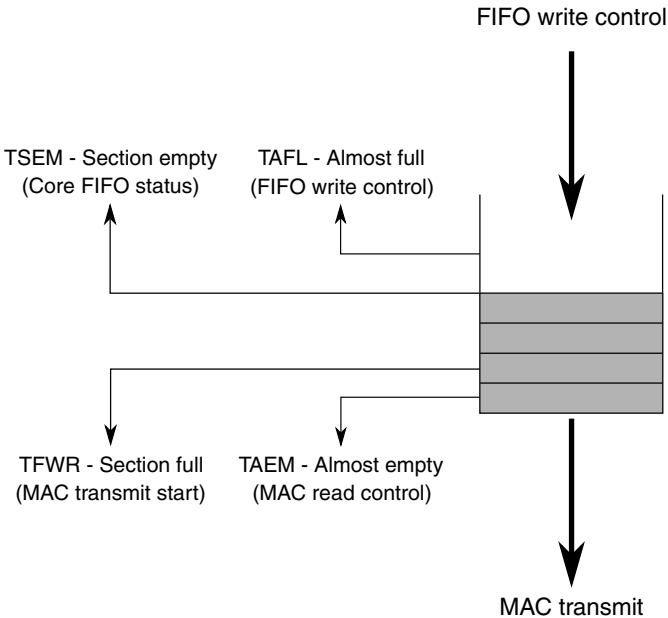 FIFO write control
TSEM - Section empty
(Core FIFO status)
TAFL - Almost full
(FIFO write control)
TFWR - Section full
(MAC transmit start)
TAEM - Almost empty
(MAC read control)
MAC transmit